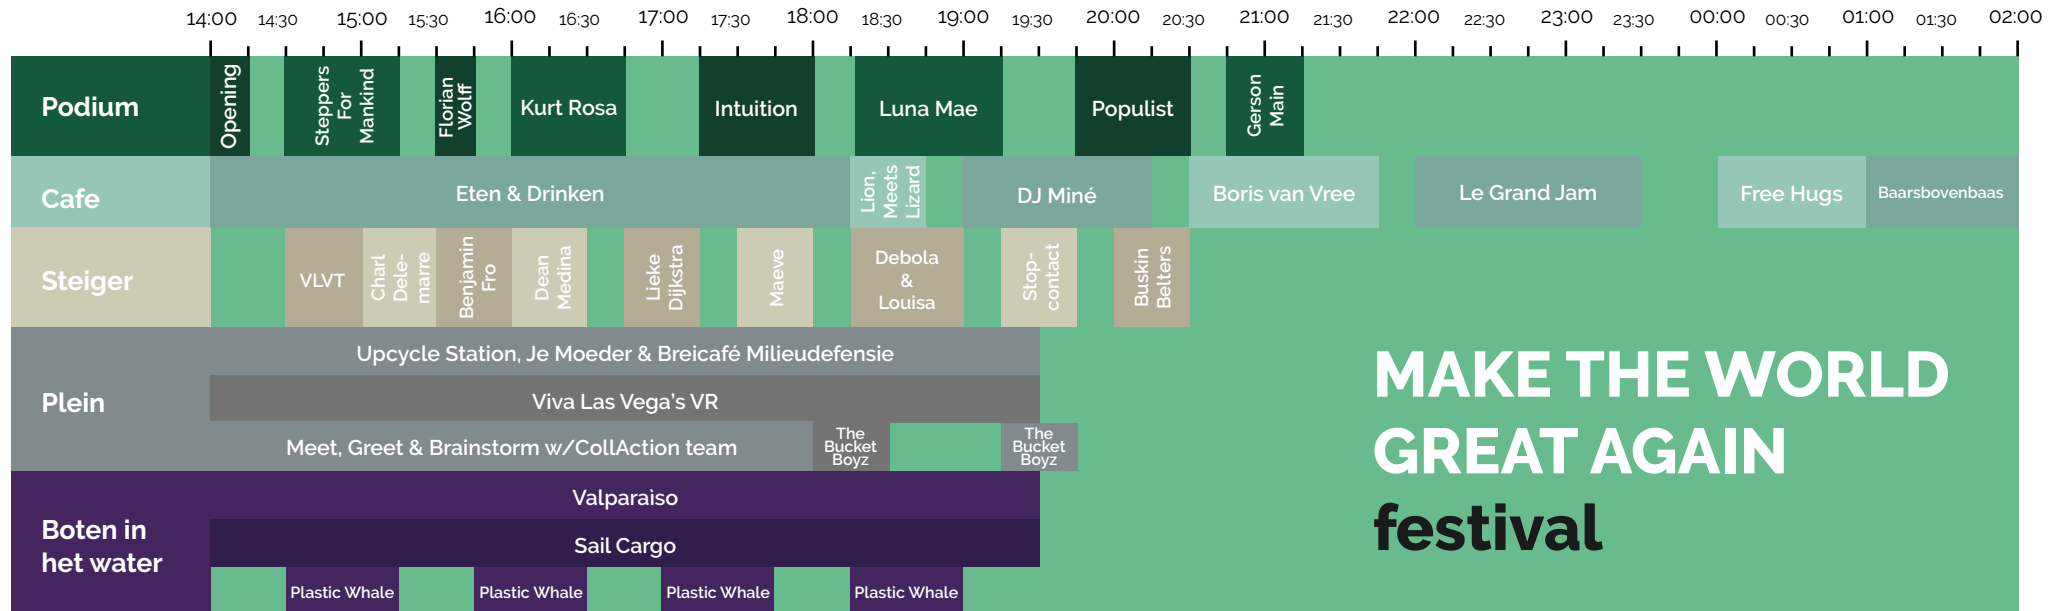 14:00 14:30 15:00 15:30 16:00 16:30 17:00 17:30 18:00 18:30 19:00 19:30 20:00 20:30 21:00 21:30 22:00 22:30 23:00 23:30 00:00 00:30 01:00 01:30 02:00
Podium
Opening
Steppers
For
Mankind
Florian
Wolff
Kurt Rosa
Intuition
Luna Mae
Populist
Gerson
Main
Cafe
Eten & Drinken
Lion,
Meets
Lizard
DJ Miné
Boris van Vree
Le Grand Jam
Free Hugs
Baarsbovenbaas
Steiger
VLVT
Charl
Dele-
marre
Benjamin
Fro
Dean
Medina
Lieke
Dijkstra
Maeve
Debola
&
Louisa
Stop-
contact
Buskin
Belters
Plein
Upcycle Station, Je Moeder & Breicafé Milieudefensie
Viva Las Vega's VR
Meet, Greet & Brainstorm w/CollAction team
The
Bucket
Boyz
The
Bucket
Boyz
Boten in
het water
Valparaìso
Sail Cargo
Plastic Whale
Plastic Whale
Plastic Whale
Plastic Whale
MAKE THE WORLD
GREAT AGAIN
festival